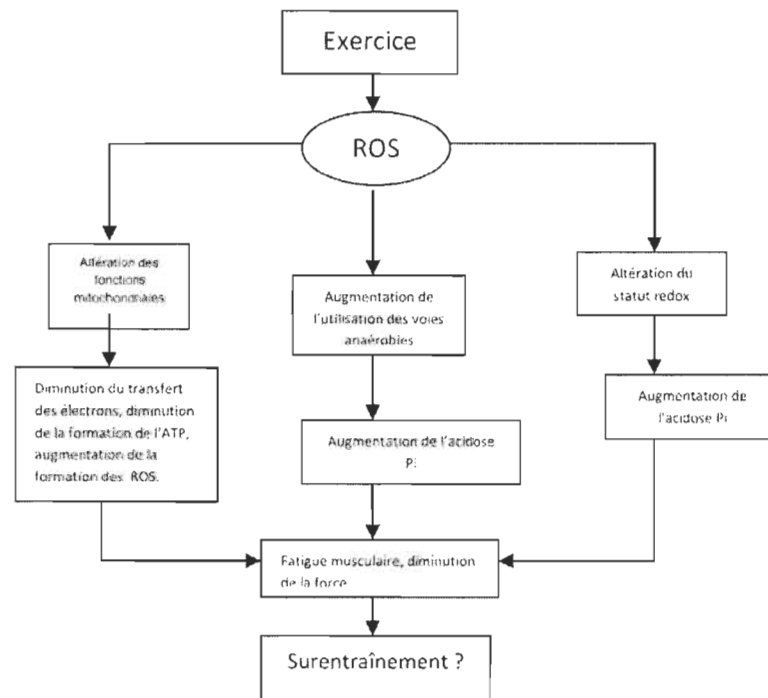 Exercice
ROS
Altération des
fonctions
mitochondriales
Augmentation de
l'utilisation des voies
anaérobies
Altération du
statut redox
Diminution du transfert
des électrons, diminution
de la formation de l'ATP,
augmentation de la
formation des ROS.
Augmentation de l'acidose
Pi
Augmentation de
l'acidose Pi
Fatigue musculaire, diminution
de la force
Surentraînement ?